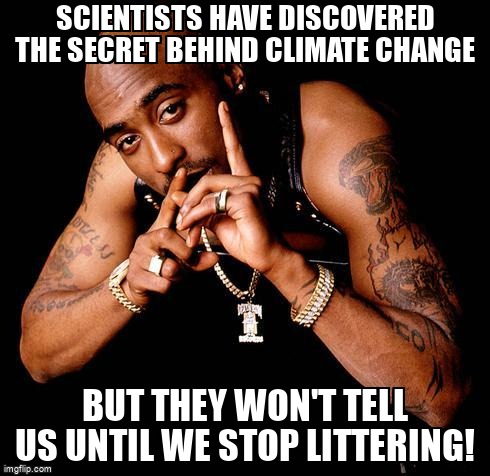 SCIENTISTS HAVE DISCOVERED
THE SECRET BEHIND CLIMATE CHANGE
BUT THEY WON'T TELL
US UNTIL WE STOP LITTERING!
imgflip.com